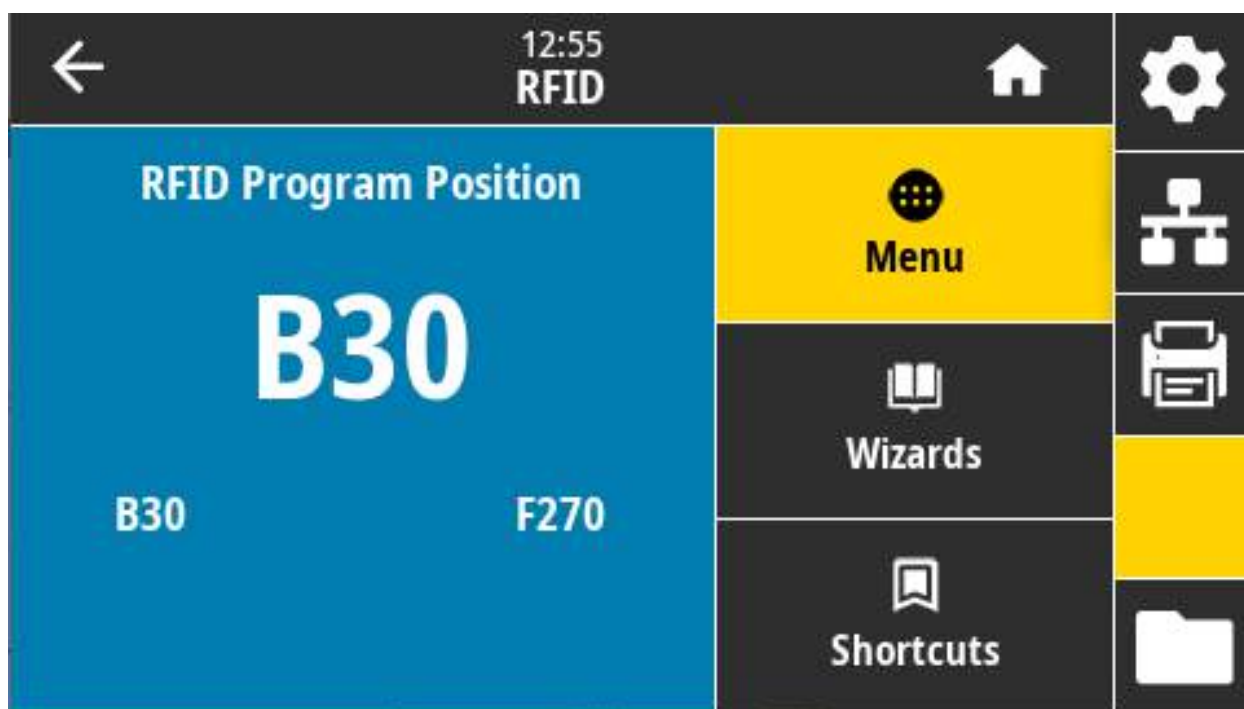 12:55
RFID
RFID Program Position
B30
B30 F270
Menu
Wizards
Shortcuts